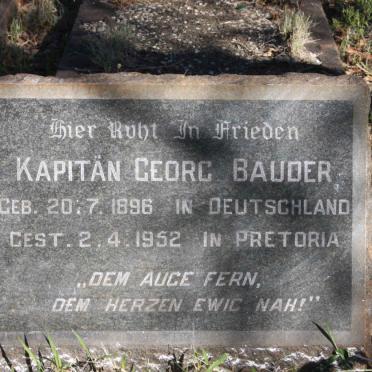 Hier Ruht In Frieden
KAPITÄN GEORG BAUDER
GEB. 20.7.1896 IN DEUTSCHLAND
GEST. 2.4.1952 IN PRETORIA
„DEM AUGE FERN,
DEM HERZEN EWIG NAH!"